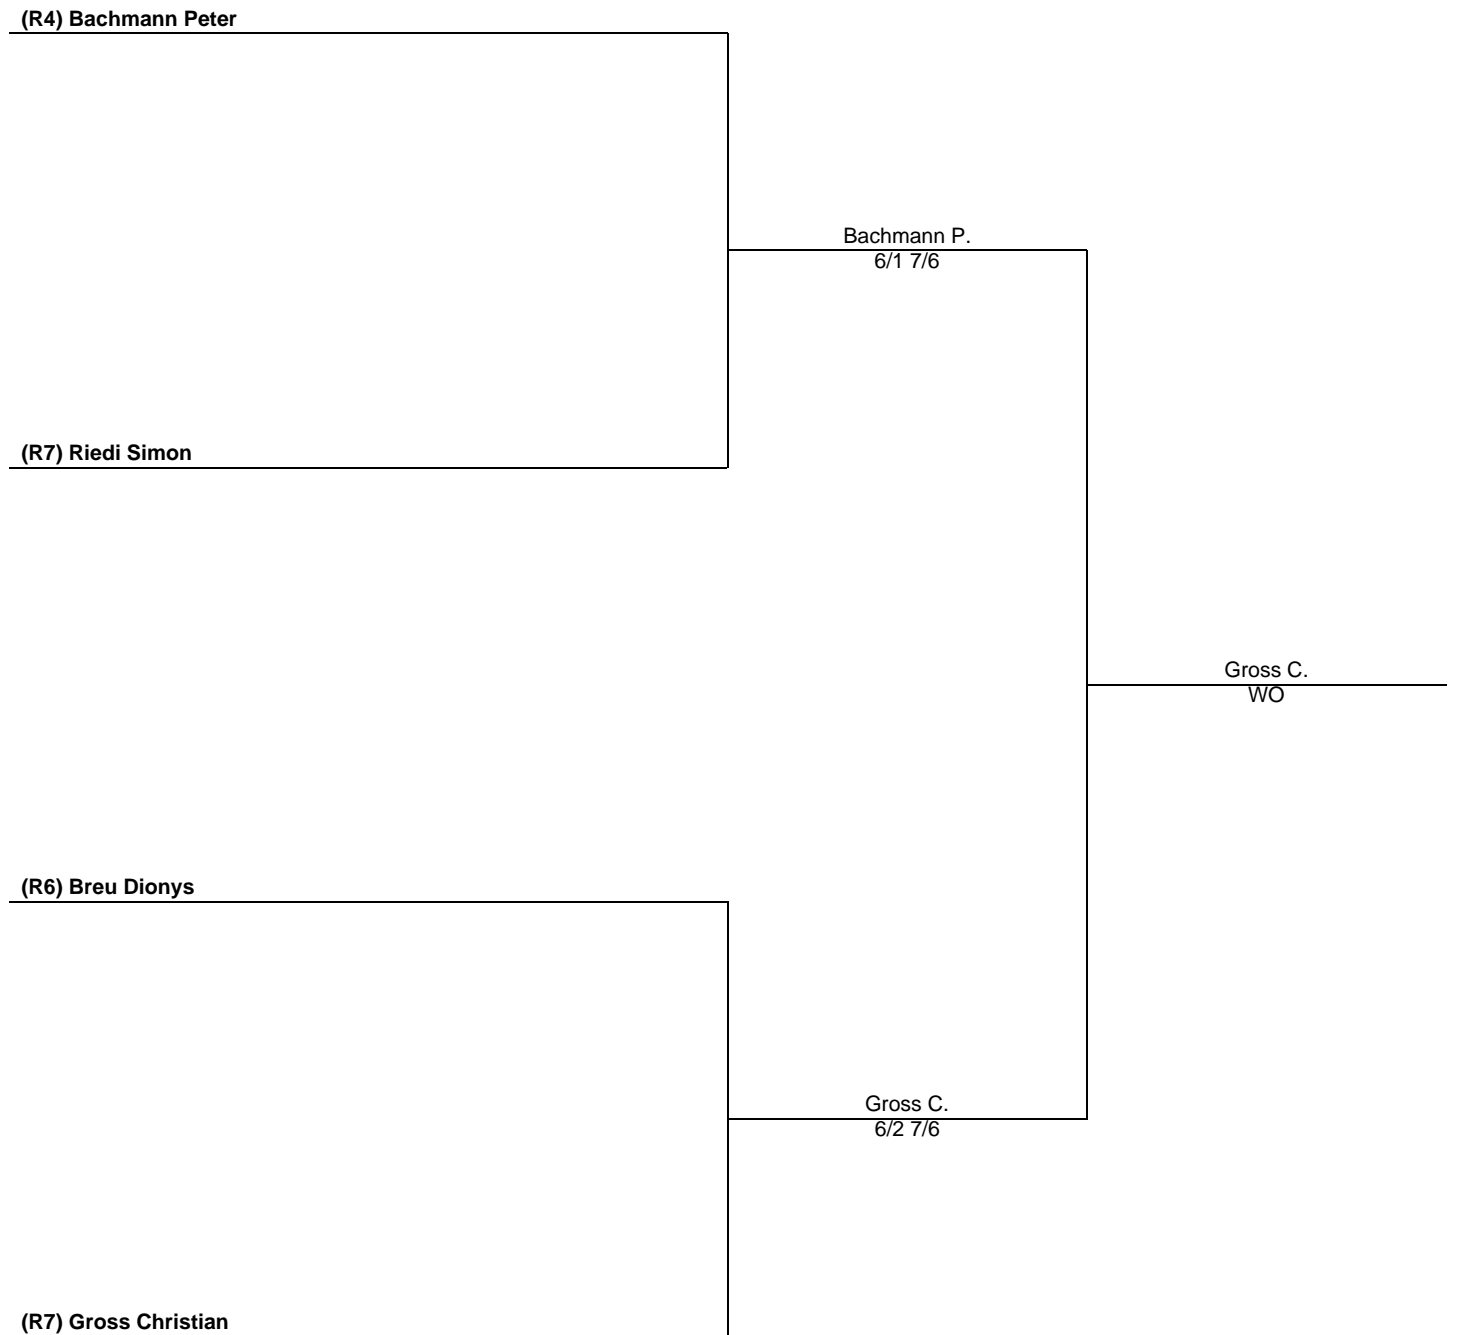 (R4) Bachmann Peter
Bachmann P.
6/1 7/6
(R7) Riedi Simon
Gross C.
WO
(R6) Breu Dionys
Gross C.
6/2 7/6
(R7) Gross Christian